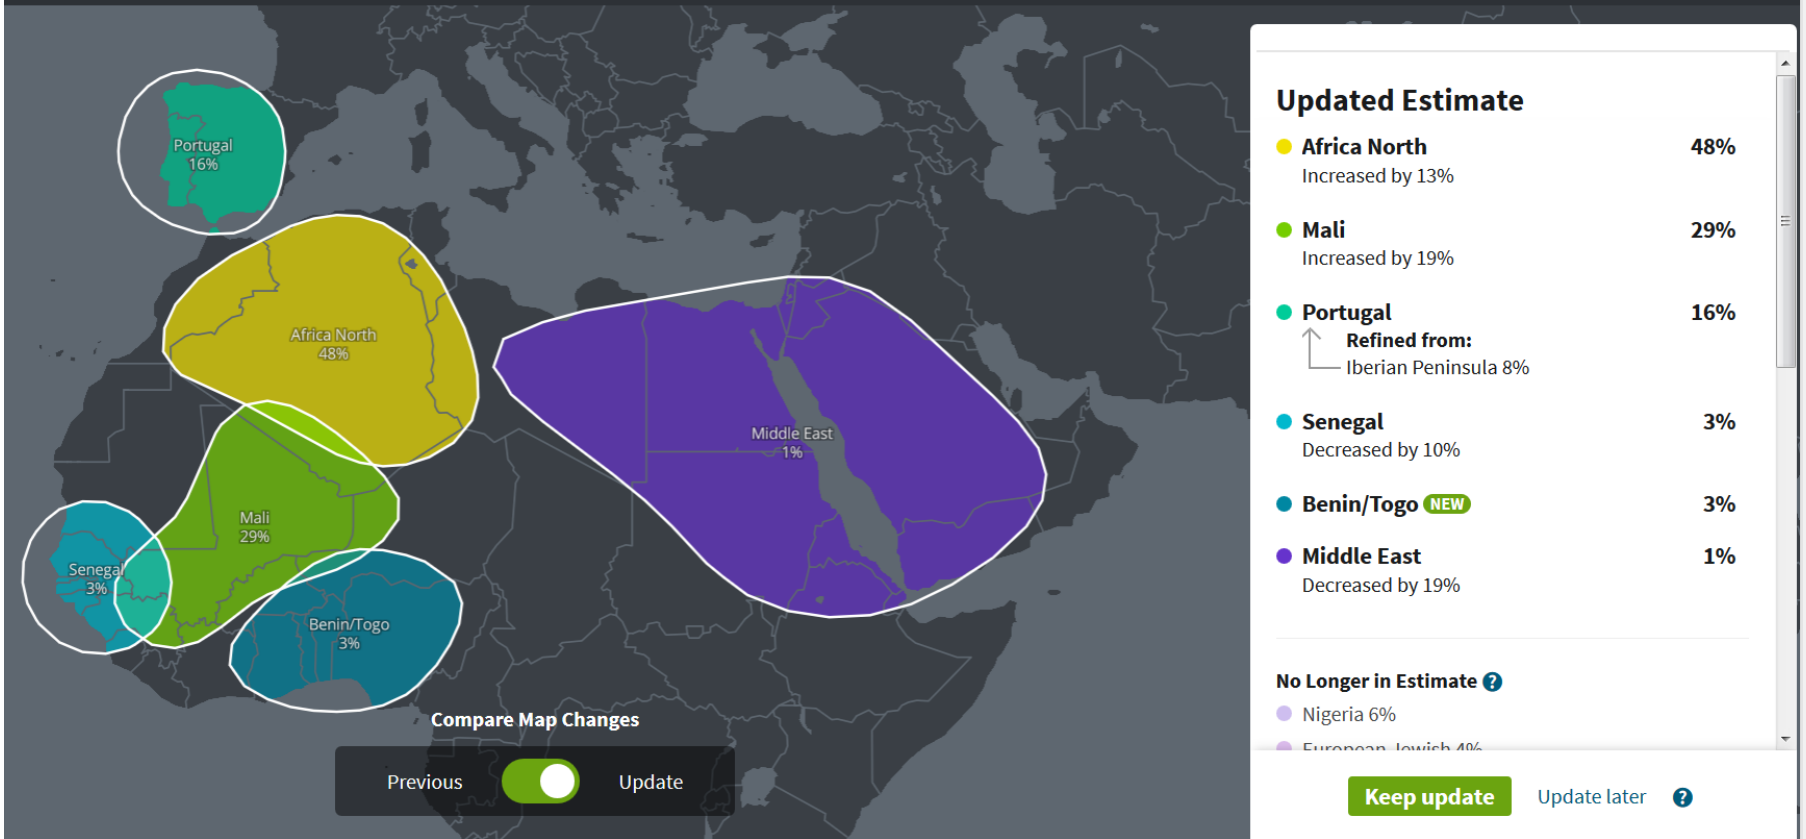 Portugal
16%
Africa North
48%
Middle East
1%
Mali
29%
Senegal
3%
Benin/Togo
3%
Compare Map Changes
Previous
Update
Updated Estimate
Africa North 48%
Increased by 13%
Mali 29%
Increased by 19%
Portugal 16%
Refined from:
Iberian Peninsula 8%
Senegal 3%
Decreased by 10%
Benin/Togo NEW 3%
Middle East 1%
Decreased by 19%
No Longer in Estimate ?
Nigeria 6%
European Jewish 4%
Keep update Update later ?